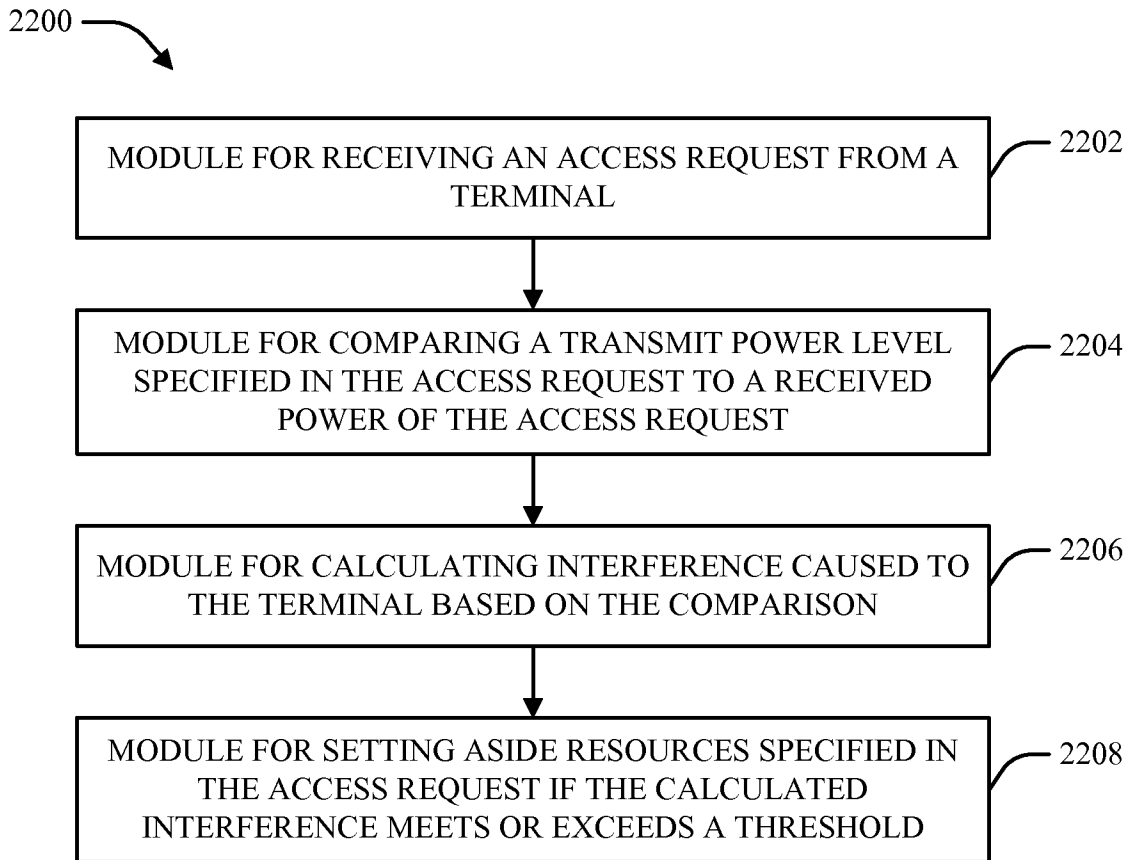 2200
MODULE FOR RECEIVING AN ACCESS REQUEST FROM A
TERMINAL
2202
MODULE FOR COMPARING A TRANSMIT POWER LEVEL
SPECIFIED IN THE ACCESS REQUEST TO A RECEIVED
POWER OF THE ACCESS REQUEST
2204
MODULE FOR CALCULATING INTERFERENCE CAUSED TO
THE TERMINAL BASED ON THE COMPARISON
2206
MODULE FOR SETTING ASIDE RESOURCES SPECIFIED IN
THE ACCESS REQUEST IF THE CALCULATED
INTERFERENCE MEETS OR EXCEEDS A THRESHOLD
2208